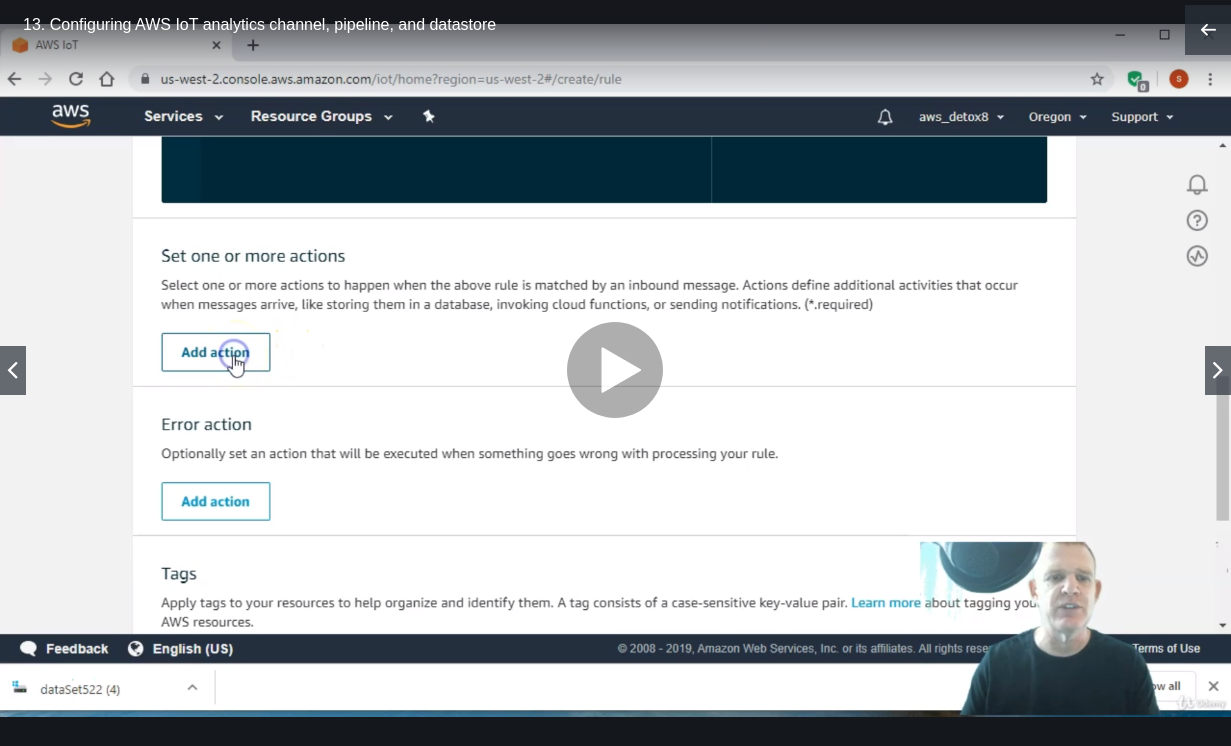 13. Configuring AWS IoT analytics channel, pipeline, and datastore
AWS IoT
us-west-2.console.aws.amazon.com/iot/home?region=us-west-2#/create/rule
0
S
aws
Services
Resource Groups
aws_detox8
Oregon
Support
Set one or more actions
Select one or more actions to happen when the above rule is matched by an inbound message. Actions define additional activities that occur
when messages arrive, like storing them in a database, invoking cloud functions, or sending notifications. (*.required)
Add action
Error action
Optionally set an action that will be executed when something goes wrong with processing your rule.
Add action
Tags
Apply tags to your resources to help organize and identify them. A tag consists of a case-sensitive key-value pair. Learn more about tagging you
AWS resources.
Feedback
English (US)
© 2008 - 2019, Amazon Web Services, Inc. or its affiliates. All rights rese
Terms of Use
dataSet522 (4)
ow all
Udemy